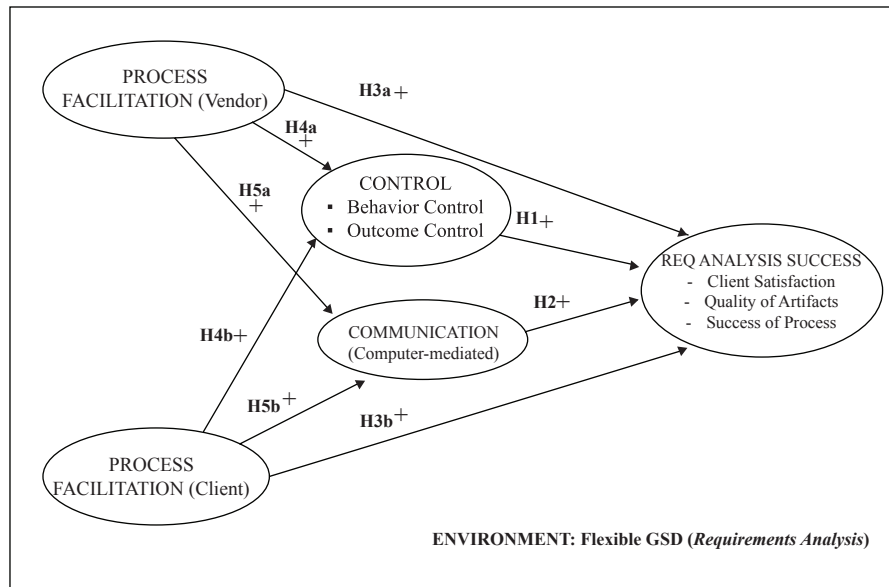 PROCESS
FACILITATION (Vendor)
H3a+
H4a
+
H5a
+
CONTROL
▪ Behavior Control
▪ Outcome Control
H1+
REQ ANALYSIS SUCCESS
- Client Satisfaction
- Quality of Artifacts
- Success of Process
H2+
COMMUNICATION
(Computer-mediated)
H4b+
H5b+
H3b+
PROCESS
FACILITATION (Client)
ENVIRONMENT: Flexible GSD (Requirements Analysis)